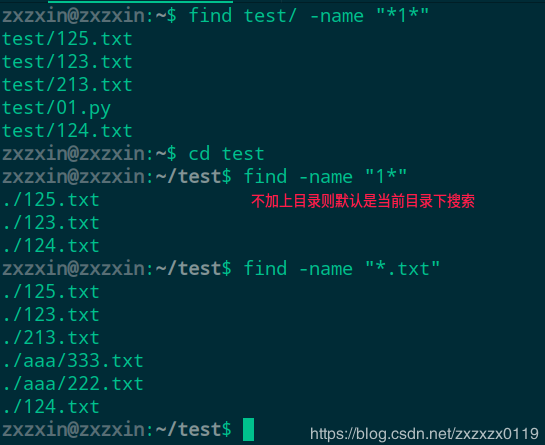 zxzxin@zxzxin:~$ find test/ -name "*1*"
test/125.txt
test/123.txt
test/213.txt
test/01.py
test/124.txt
zxzxin@zxzxin:~$ cd test
zxzxin@zxzxin:~/test$ find -name "1*"
./125.txt 不加上目录则默认是当前目录下搜索
./123.txt
./124.txt
zxzxin@zxzxin:~/test$ find -name "*.txt"
./125.txt
./123.txt
./213.txt
./aaa/333.txt
./aaa/222.txt
./124.txt
zxzxin@zxzxin:~/test$
https://blog.csdn.net/zxzxzx0119